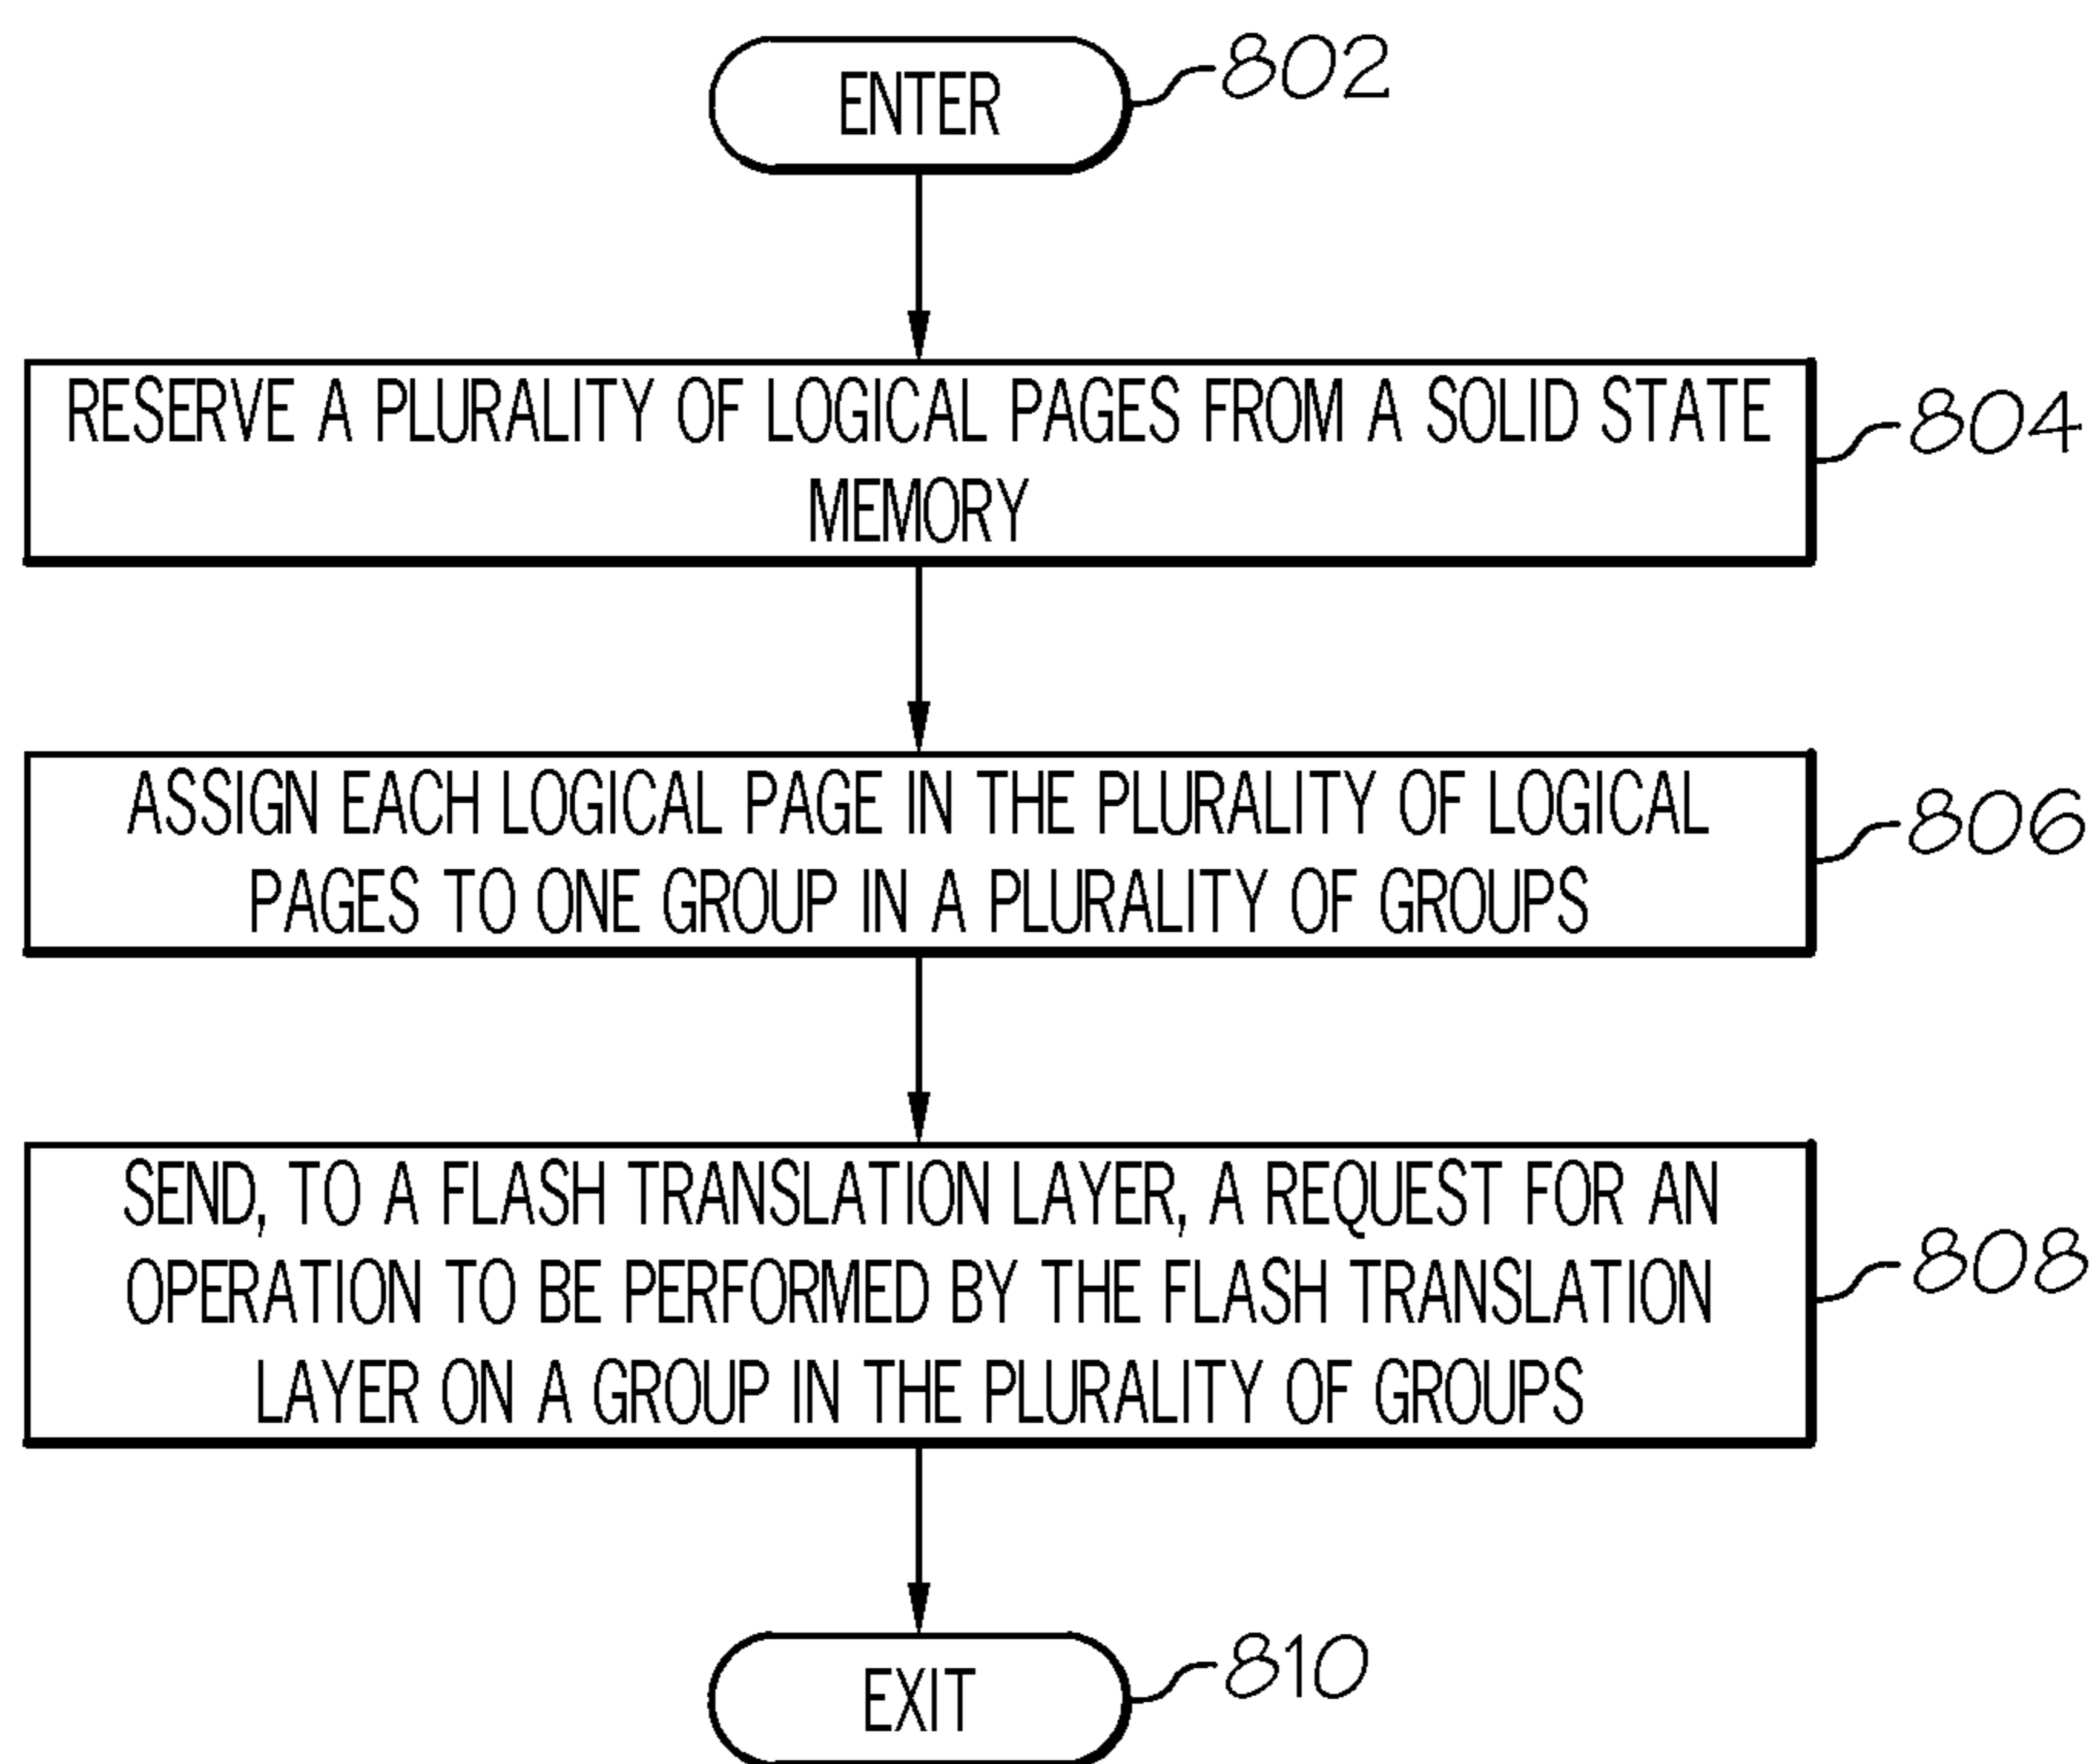 ENTER
802
RESERVE A PLURALITY OF LOGICAL PAGES FROM A SOLID STATE
MEMORY
804
ASSIGN EACH LOGICAL PAGE IN THE PLURALITY OF LOGICAL
PAGES TO ONE GROUP IN A PLURALITY OF GROUPS
806
SEND, TO A FLASH TRANSLATION LAYER, A REQUEST FOR AN
OPERATION TO BE PERFORMED BY THE FLASH TRANSLATION
LAYER ON A GROUP IN THE PLURALITY OF GROUPS
808
EXIT
810